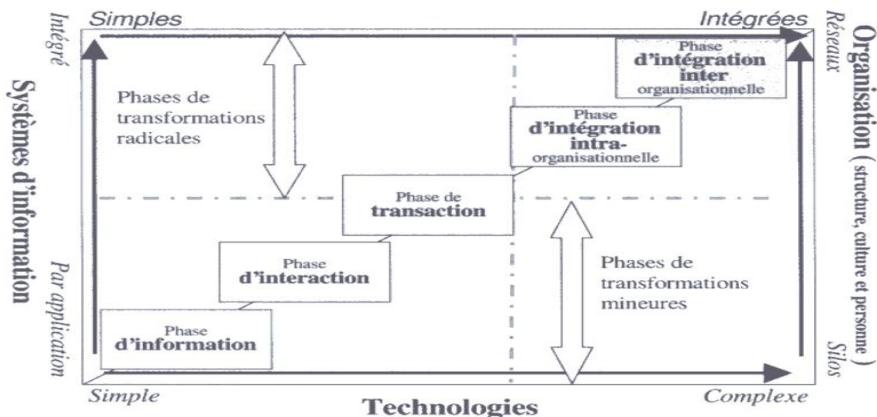 Simples
Intégrées
Intégré
Systèmes d'information
Par application
Réseaux
Organisation ( structure, culture et personne )
Silos
Phase
d'intégration
inter
organisationnelle
Phase
d'intégration
intra-
organisationnelle
Phases de
transformations
radicales
Phase de
transaction
Phase
d'interaction
Phases de
transformations
mineures
Phase
d'information
Simple
Complexe
Technologies